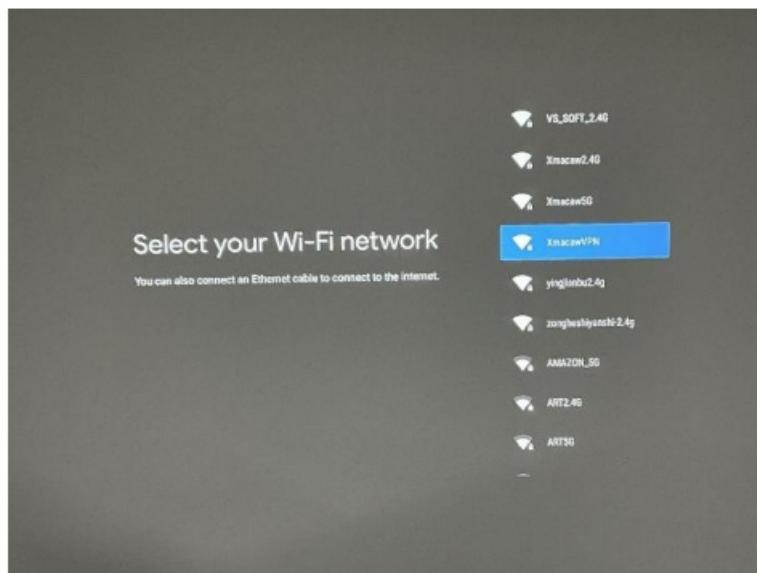 Select your Wi-Fi network
You can also connect an Ethernet cable to connect to the internet.
VS_SOFT_2.4G
Xmacaw2.4G
Xmacaw5G
XmacawVPN
yingjianbu2.4g
zongheshiyanshi-2.4g
AMAZON_5G
ART2.4G
ART5G